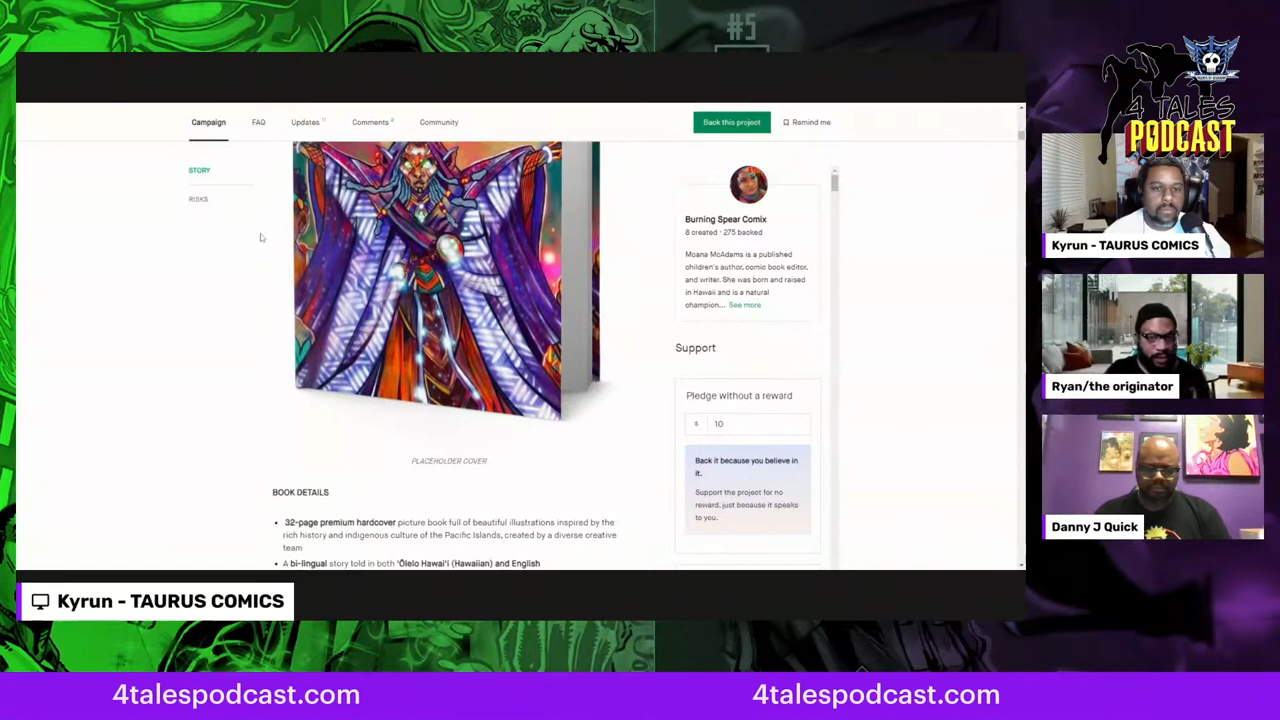 #5
Campaign
FAQ
Updates 11
Comments 2
Community
Back this project
Remind me
STORY
RISKS
PLACEHOLDER COVER
BOOK DETAILS
• 32-page premium hardcover picture book full of beautiful illustrations inspired by the
rich history and indigenous culture of the Pacific Islands, created by a diverse creative
team
• A bi-lingual story told in both ‘Ōlelo Hawai‘i (Hawaiian) and English
Burning Spear Comix
8 created · 275 backed
Moana McAdams is a published
children's author, comic book editor,
and writer. She was born and raised
in Hawaii and is a natural
champion... See more
Support
Pledge without a reward
$ 10
Back it because you believe in
it.
Support the project for no
reward, just because it speaks
to you.
4 TALES
PODCAST
Kyrun - TAURUS COMICS
Ryan/the originator
Danny J Quick
Kyrun - TAURUS COMICS
4talespodcast.com
4talespodcast.com